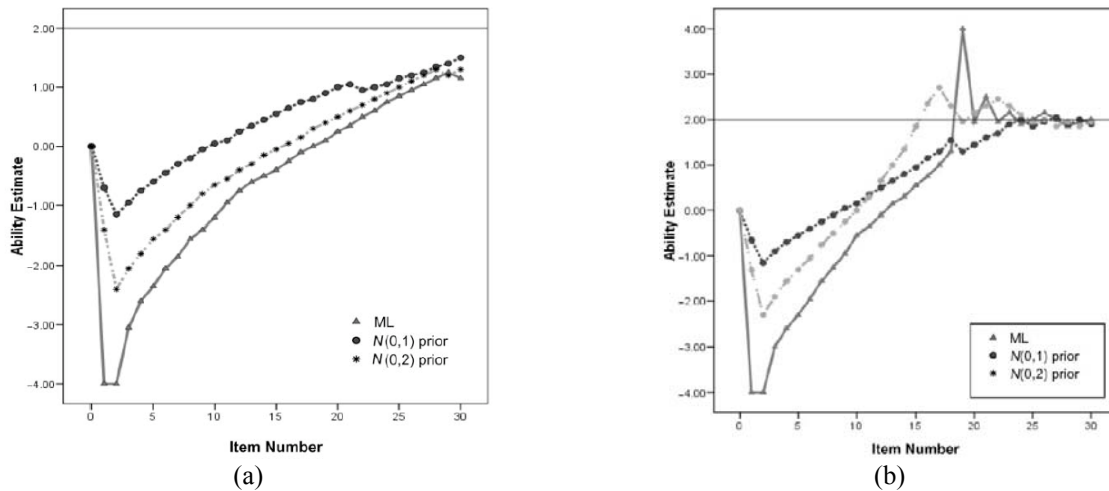 2.00
1.00
0.00
−1.00
−2.00
−3.00
−4.00
Ability Estimate
0 5 10 15 20 25 30
Item Number
ML
N(0,1) prior
N(0,2) prior
(a)
4.00
3.00
2.00
1.00
0.00
−1.00
−2.00
−3.00
−4.00
Ability Estimate
0 5 10 15 20 25 30
Item Number
ML
N(0,1) prior
N(0,2) prior
(b)